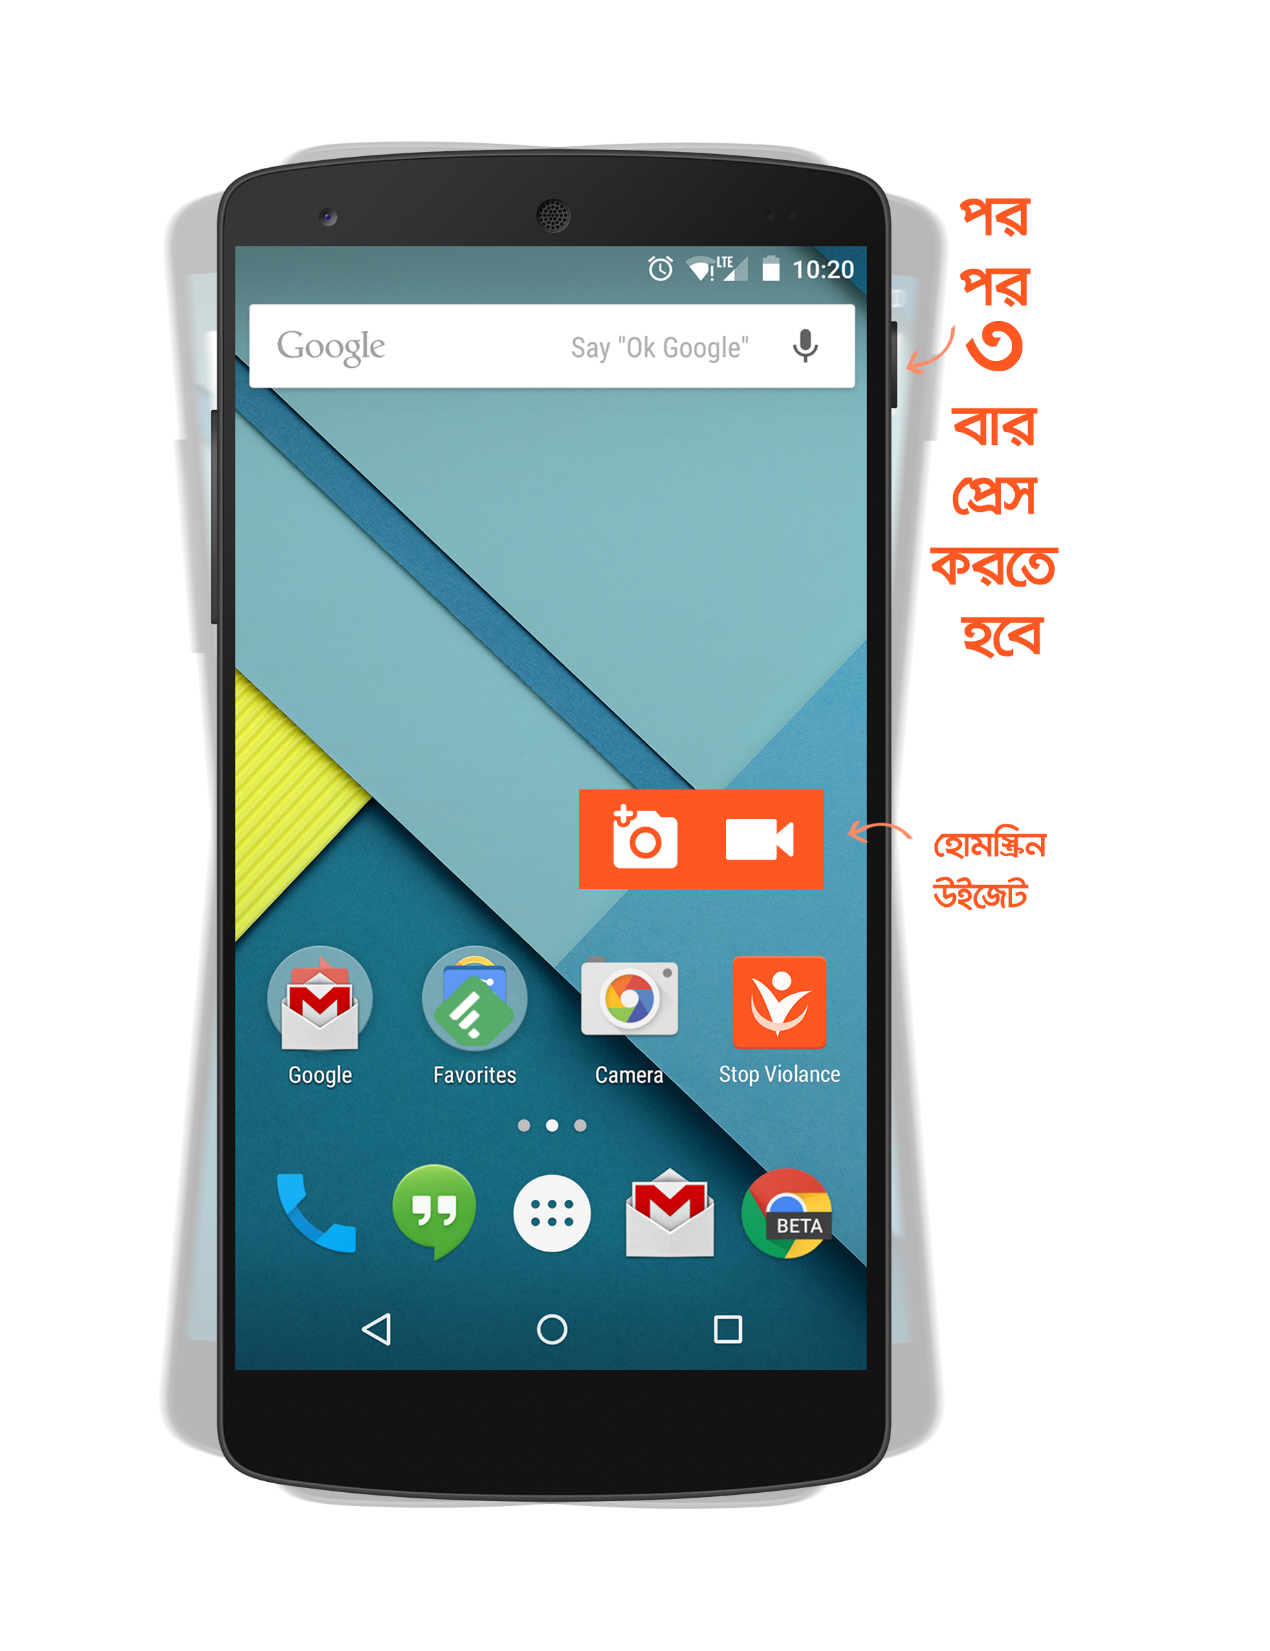 LTE 10:20
Google Say "Ok Google"
পর
পর
৩
বার
প্রেস
করতে
হবে
হোমস্ক্রিন
উইজেট
Google Favorites Camera Stop Violance
BETA